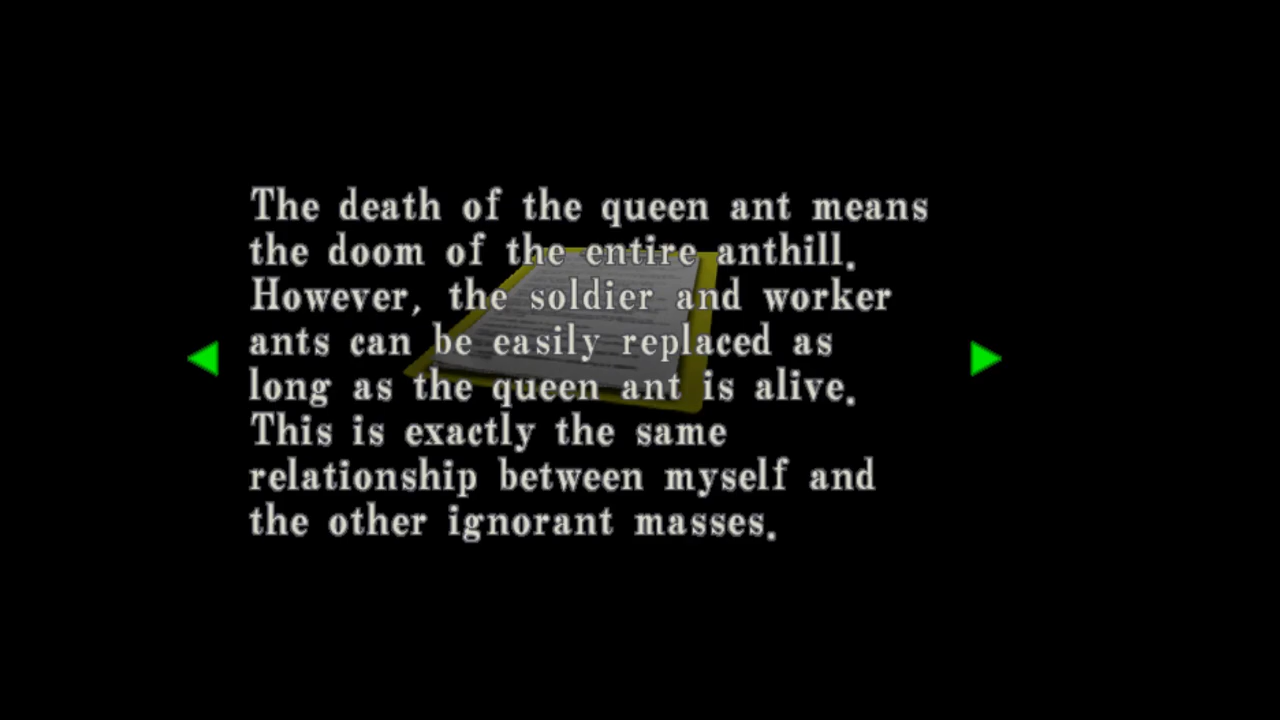 The death of the queen ant means
the doom of the entire anthill.
However, the soldier and worker
ants can be easily replaced as
long as the queen ant is alive.
This is exactly the same
relationship between myself and
the other ignorant masses.